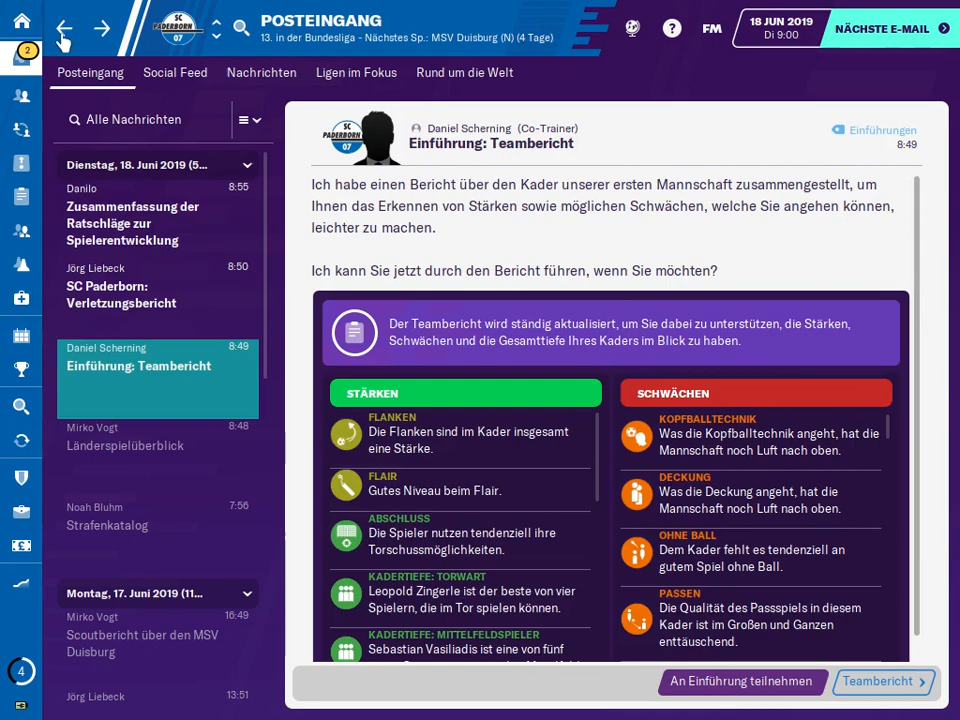 POSTEINGANG
13. in der Bundesliga - Nächstes Sp.: MSV Duisburg (N) (4 Tage)
SC
PADERBORN
07
?
FM
18 JUN 2019
Di 9:00
NÄCHSTE E-MAIL
2
Posteingang
Social Feed
Nachrichten
Ligen im Fokus
Rund um die Welt
Alle Nachrichten
Dienstag, 18. Juni 2019 (5...
Danilo
8:55
Zusammenfassung der
Ratschläge zur
Spielerentwicklung
Jörg Liebeck
8:50
SC Paderborn:
Verletzungsbericht
Daniel Scherning
8:49
Einführung: Teambericht
Mirko Vogt
8:48
Länderspielüberblick
Noah Bluhm
7:56
Strafenkatalog
Montag, 17. Juni 2019 (11...
Mirko Vogt
16:49
Scoutbericht über den MSV
Duisburg
Jörg Liebeck
13:51
4
SC
PADERBORN
07
Daniel Scherning (Co-Trainer)
Einführung: Teambericht
Einführungen
8:49
Ich habe einen Bericht über den Kader unserer ersten Mannschaft zusammengestellt, um
Ihnen das Erkennen von Stärken sowie möglichen Schwächen, welche Sie angehen können,
leichter zu machen.
Ich kann Sie jetzt durch den Bericht führen, wenn Sie möchten?
Der Teambericht wird ständig aktualisiert, um Sie dabei zu unterstützen, die Stärken,
Schwächen und die Gesamttiefe Ihres Kaders im Blick zu haben.
STÄRKEN
FLANKEN
Die Flanken sind im Kader insgesamt
eine Stärke.
FLAIR
Gutes Niveau beim Flair.
ABSCHLUSS
Die Spieler nutzen tendenziell ihre
Torschussmöglichkeiten.
KADERTIEFE: TORWART
Leopold Zingerle ist der beste von vier
Spielern, die im Tor spielen können.
KADERTIEFE: MITTELFELDSPIELER
Sebastian Vasiliadis ist eine von fünf
SCHWÄCHEN
KOPFBALLTECHNIK
Was die Kopfballtechnik angeht, hat die
Mannschaft noch Luft nach oben.
DECKUNG
Was die Deckung angeht, hat die
Mannschaft noch Luft nach oben.
OHNE BALL
Dem Kader fehlt es tendenziell an
gutem Spiel ohne Ball.
PASSEN
Die Qualität des Passspiels in diesem
Kader ist im Großen und Ganzen
enttäuschend.
An Einführung teilnehmen
Teambericht